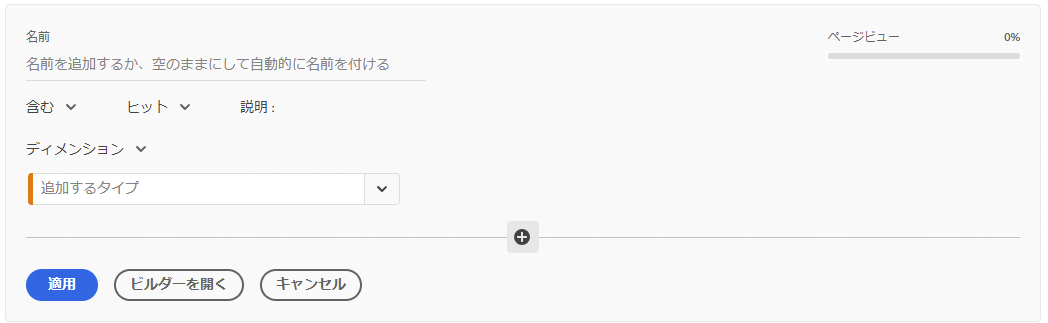 名前
ページビュー 0%
名前を追加するか、空のままにして自動的に名前を付ける
含む ヒット 説明 :
ディメンション
追加するタイプ
適用 ビルダーを開く キャンセル